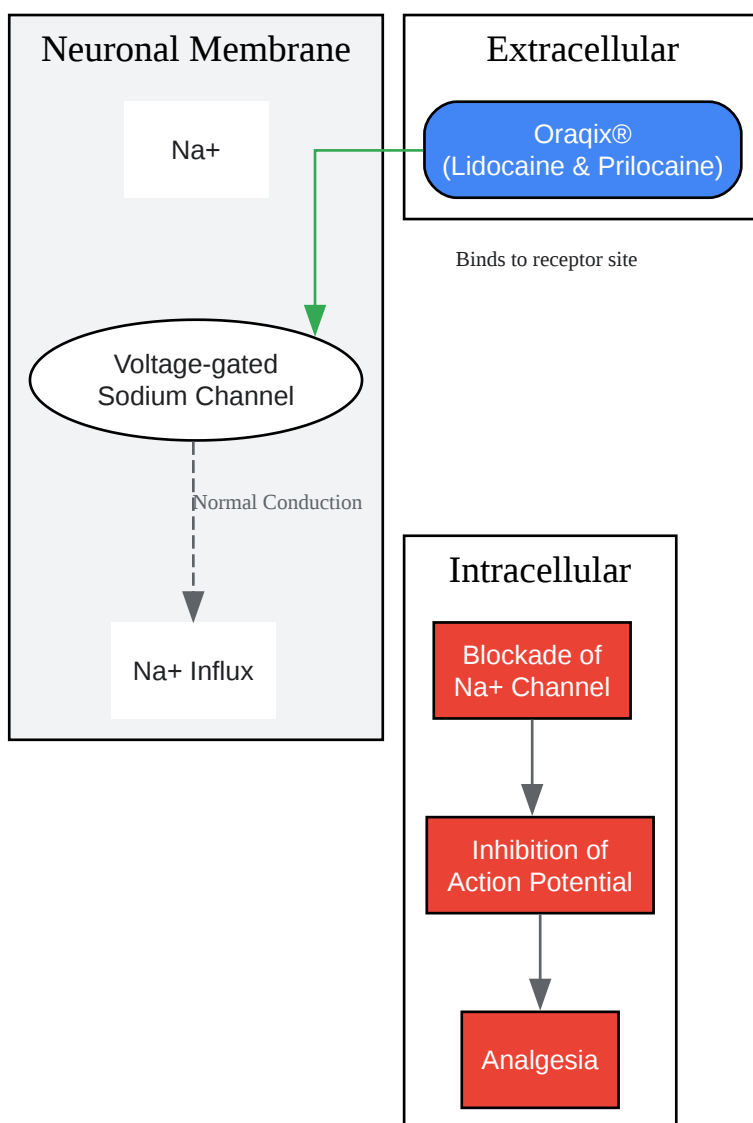 Neuronal Membrane
Na+
Voltage-gated
Sodium Channel
Normal Conduction
Na+ Influx
Extracellular
Oraqix®
(Lidocaine & Prilocaine)
Binds to receptor site
Intracellular
Blockade of
Na+ Channel
Inhibition of
Action Potential
Analgesia